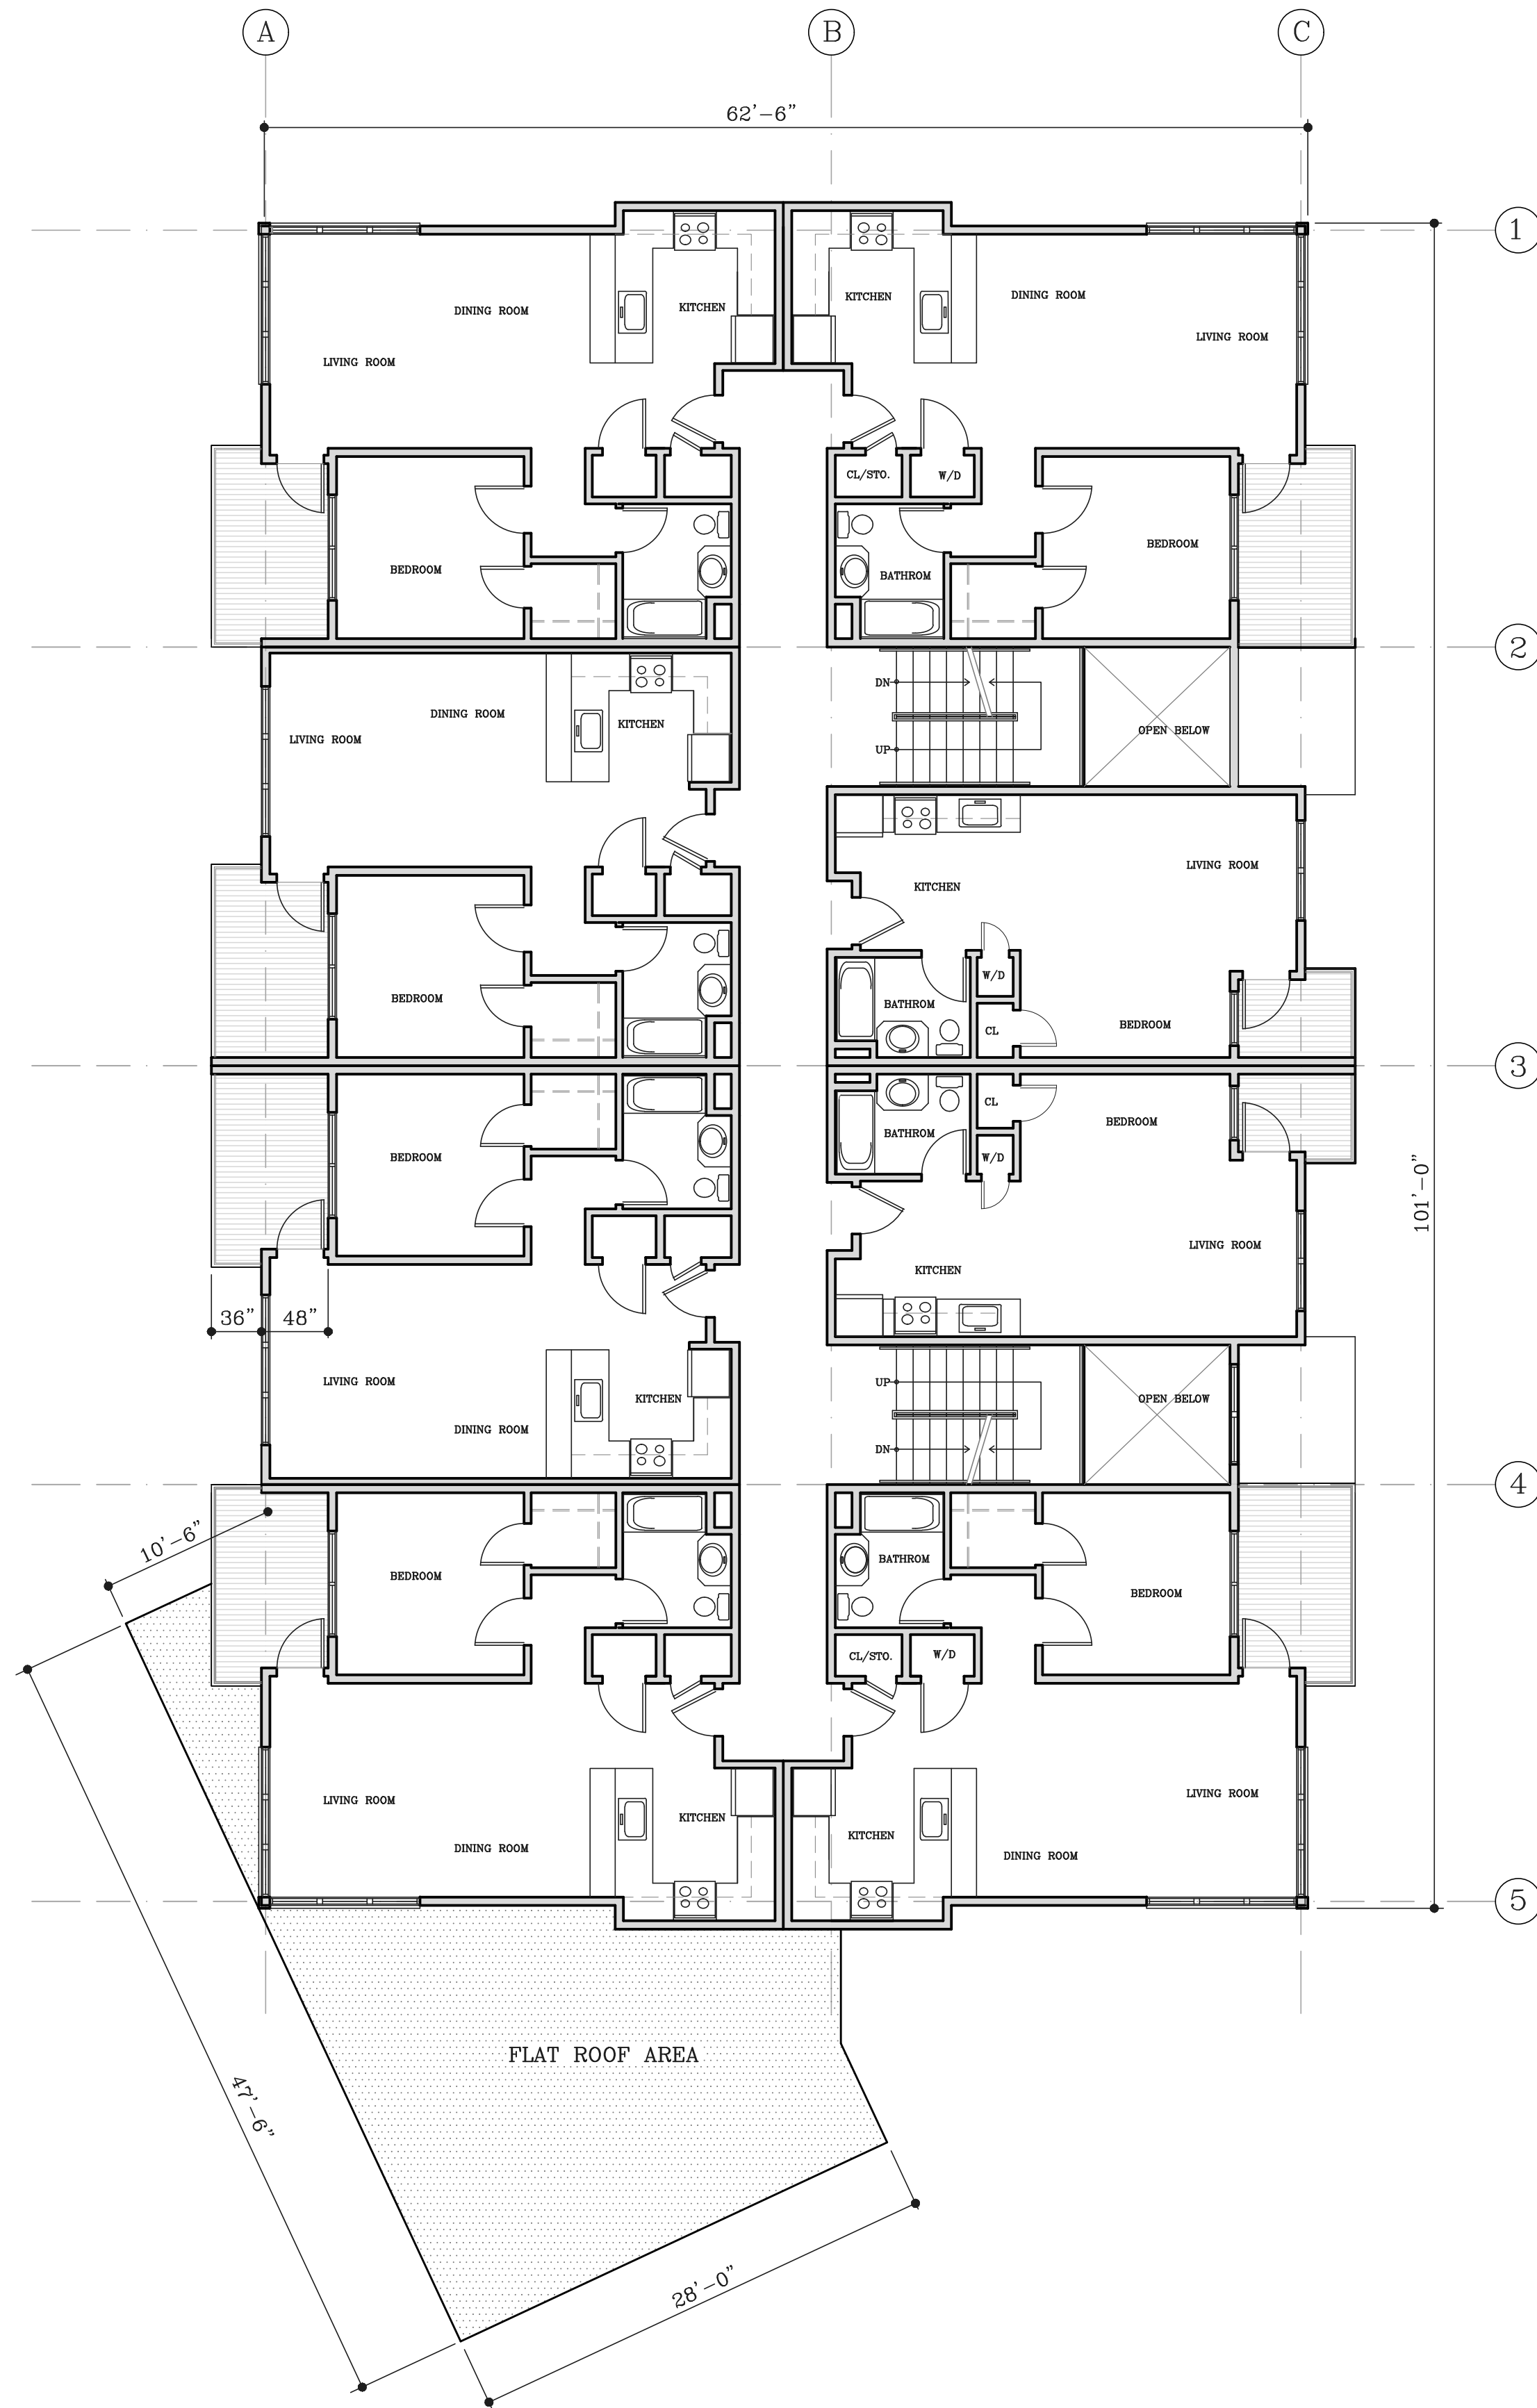 A
B
C
62'-6"
1
KITCHEN
KITCHEN
DINING ROOM
DINING ROOM
LIVING ROOM
LIVING ROOM
CL/STO.
W/D
BEDROOM
BEDROOM
BATHROM
2
DN
DINING ROOM
KITCHEN
LIVING ROOM
OPEN BELOW
UP
LIVING ROOM
KITCHEN
W/D
BEDROOM
BATHROM
CL
BEDROOM
3
CL
BEDROOM
BATHROM
BEDROOM
W/D
101'-0"
LIVING ROOM
KITCHEN
36"
48"
LIVING ROOM
UP
KITCHEN
OPEN BELOW
DINING ROOM
DN
4
10'-6"
BATHROM
BEDROOM
BEDROOM
CL/STO.
W/D
LIVING ROOM
LIVING ROOM
KITCHEN
KITCHEN
DINING ROOM
DINING ROOM
5
FLAT ROOF AREA
47'-6"
28'-0"